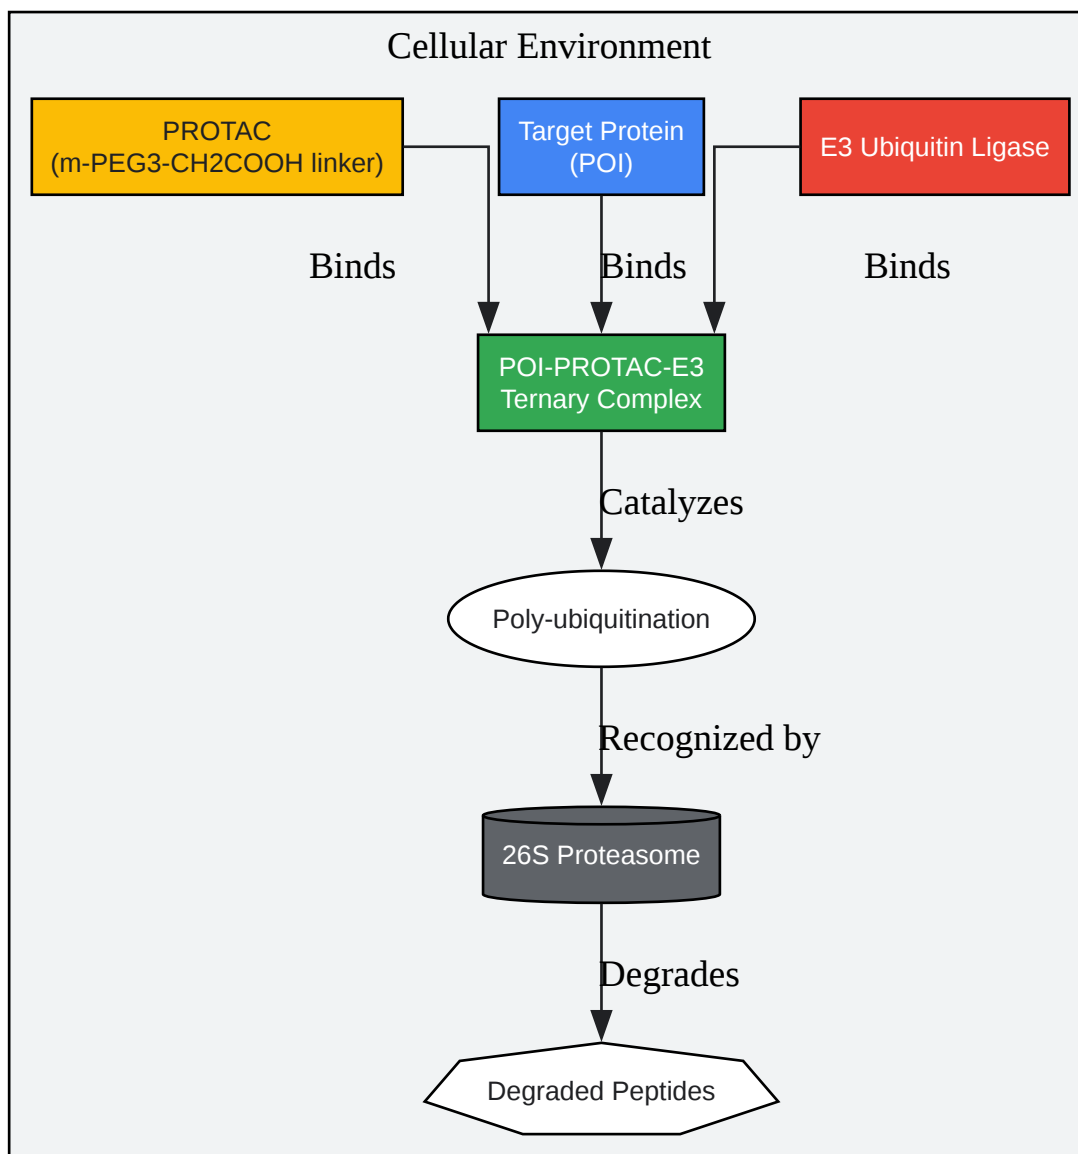 Cellular Environment
PROTAC
(m-PEG3-CH2COOH linker)
Target Protein
(POI)
E3 Ubiquitin Ligase
Binds
Binds
Binds
POI-PROTAC-E3
Ternary Complex
Catalyzes
Poly-ubiquitination
Recognized by
26S Proteasome
Degrades
Degraded Peptides